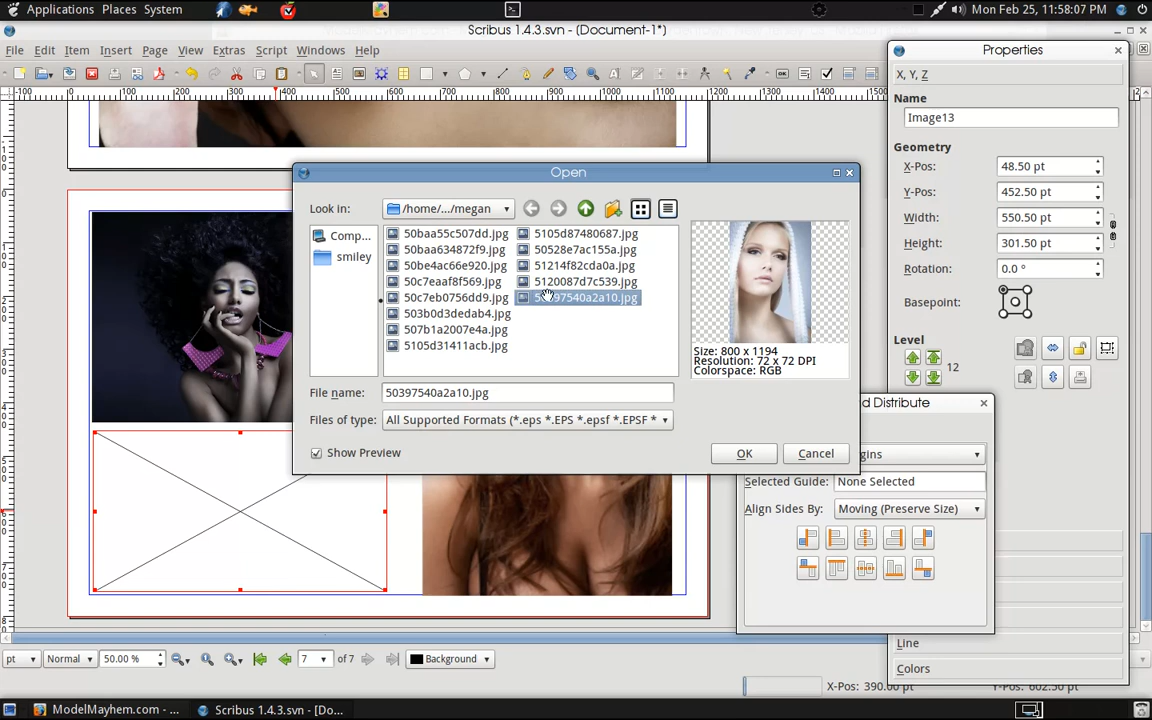 Applications Places System
Mon Feb 25, 11:58:07 PM
Scribus 1.4.3.svn - [Document-1*]
File Edit Item Insert Page View Extras Script Windows Help
Properties
X, Y, Z
Name
Image13
Geometry
X-Pos: 48.50 pt
Y-Pos: 452.50 pt
Width: 550.50 pt
Height: 301.50 pt
Rotation: 0.0 °
Basepoint:
Level
12
Open
Look in: /home/.../megan
Comp...
smiley
50baa55c507dd.jpg 5105d87480687.jpg
50baa634872f9.jpg 50528e7ac155a.jpg
50be4ac66e920.jpg 51214f82cda0a.jpg
50c7eaaf8f569.jpg 5120087d7c539.jpg
50c7eb0756dd9.jpg 50397540a2a10.jpg
503b0d3dedab4.jpg
507b1a2007e4a.jpg
5105d31411acb.jpg
Size: 800 x 1194
Resolution: 72 x 72 DPI
Colorspace: RGB
File name: 50397540a2a10.jpg
Files of type: All Supported Formats (*.eps *.EPS *.epsf *.EPSF *
Show Preview
OK Cancel
d Distribute
gins
Selected Guide: None Selected
Align Sides By: Moving (Preserve Size)
Line
Colors
pt Normal 50.00 % 7 of 7 Background
X-Pos: 390.00 pt Y-Pos: 602.50 pt
ModelMayhem.com - ... Scribus 1.4.3.svn - [Do...